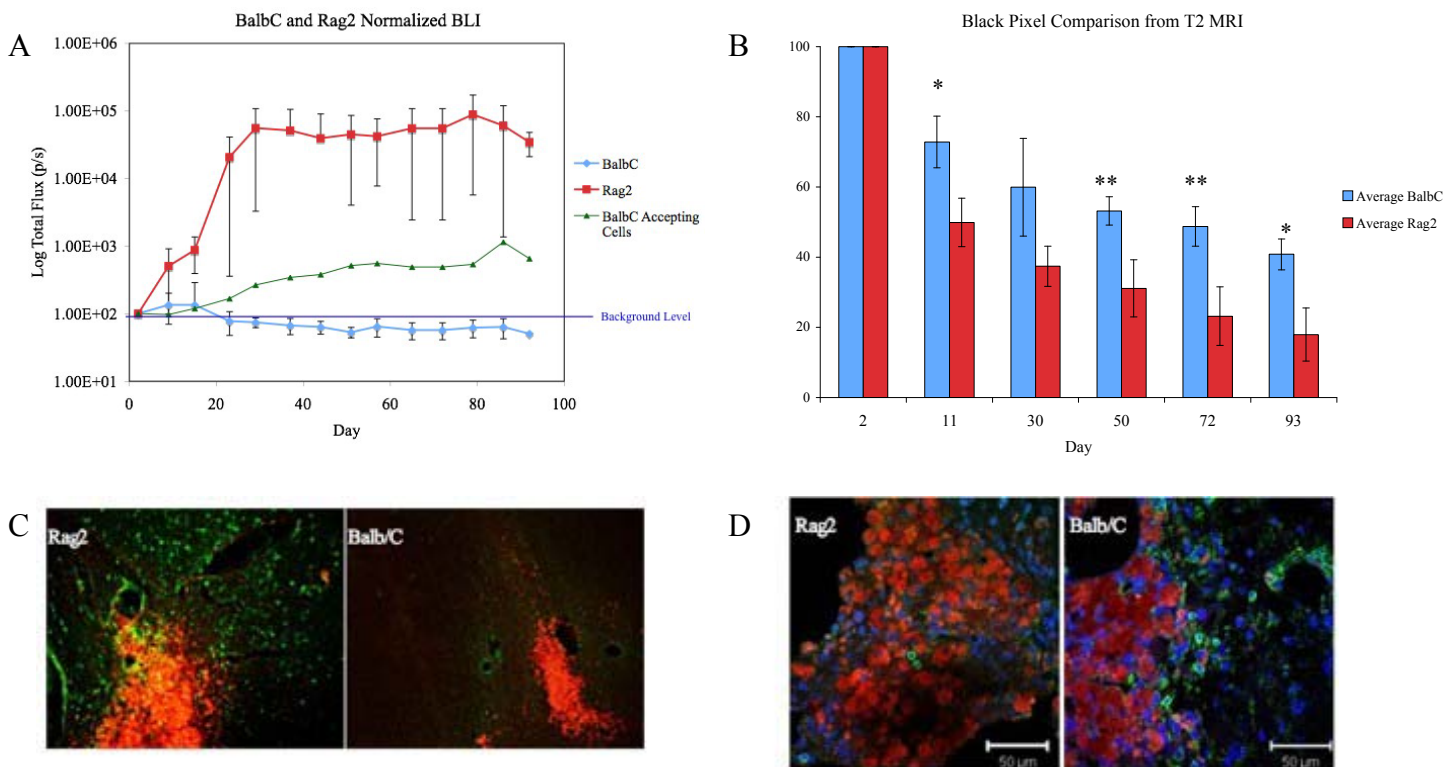 A
BalbC and Rag2 Normalized BLI
1.00E+06
1.00E+05
1.00E+04
1.00E+03
1.00E+02
1.00E+01
Log Total Flux (p/s)
0
20
40
60
80
100
Day
BalbC
Rag2
BalbC Accepting
Cells
Background Level
B
Black Pixel Comparison from T2 MRI
100
80
60
40
20
0
*
**
**
*
2
11
30
50
72
93
Day
Average BalbC
Average Rag2
C
Rag2
Balb/C
D
Rag2
Balb/C
50 μm
50 μm